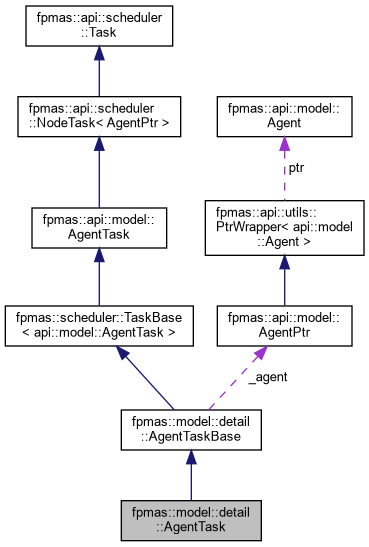 fpmas::api::scheduler
::Task
fpmas::api::scheduler
::NodeTask< AgentPtr >
fpmas::api::model::
Agent
ptr
fpmas::api::model::
AgentTask
fpmas::api::utils::
PtrWrapper< api::model
::Agent >
fpmas::scheduler::TaskBase
< api::model::AgentTask >
fpmas::api::model::
AgentPtr
_agent
fpmas::model::detail
::AgentTaskBase
fpmas::model::detail
::AgentTask